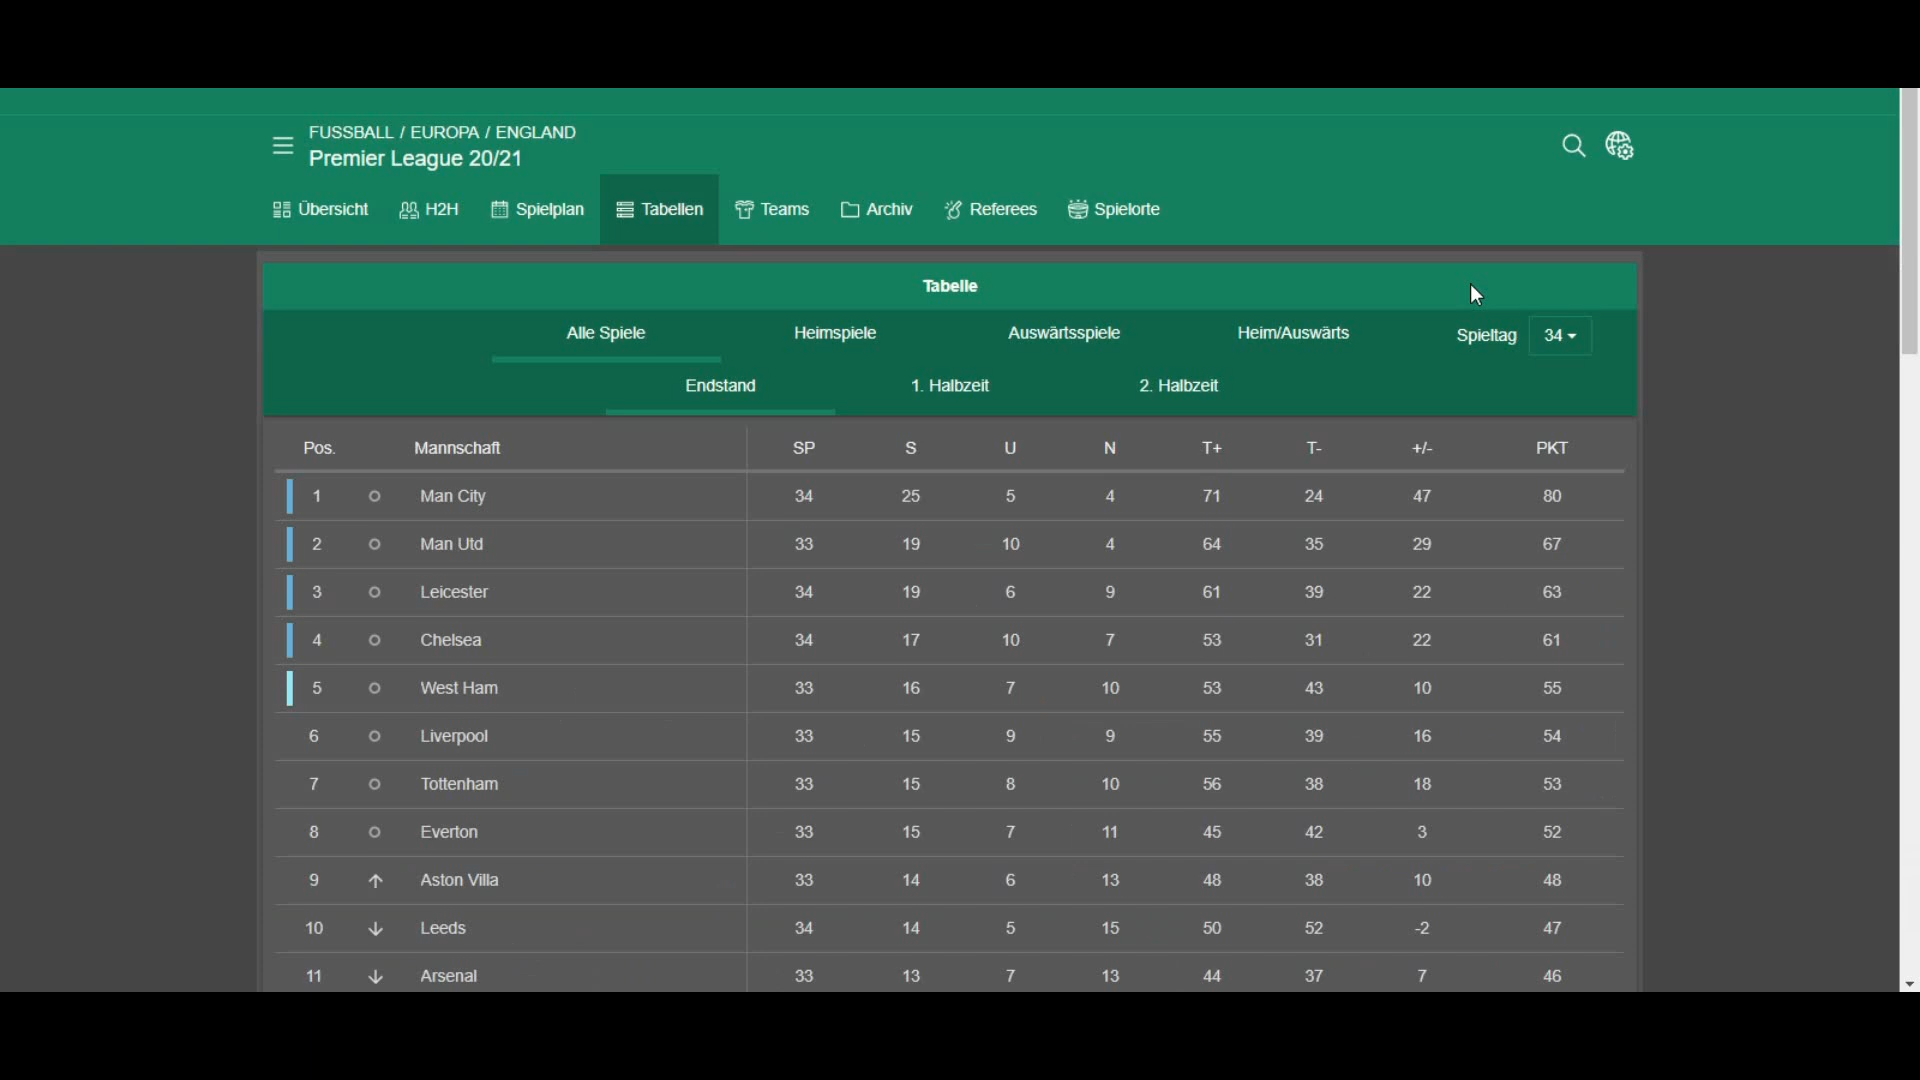 FUSSBALL / EUROPA / ENGLAND
Premier League 20/21
Übersicht H2H Spielplan Tabellen Teams Archiv Referees Spielorte
Tabelle
Alle Spiele Heimspiele Auswärtsspiele Heim/Auswärts Spieltag 34
Endstand 1. Halbzeit 2. Halbzeit
Pos. Mannschaft SP S U N T+ T- +/- PKT
1 Man City 34 25 5 4 71 24 47 80
2 Man Utd 33 19 10 4 64 35 29 67
3 Leicester 34 19 6 9 61 39 22 63
4 Chelsea 34 17 10 7 53 31 22 61
5 West Ham 33 16 7 10 53 43 10 55
6 Liverpool 33 15 9 9 55 39 16 54
7 Tottenham 33 15 8 10 56 38 18 53
8 Everton 33 15 7 11 45 42 3 52
9 Aston Villa 33 14 6 13 48 38 10 48
10 Leeds 34 14 5 15 50 52 -2 47
11 Arsenal 33 13 7 13 44 37 7 46